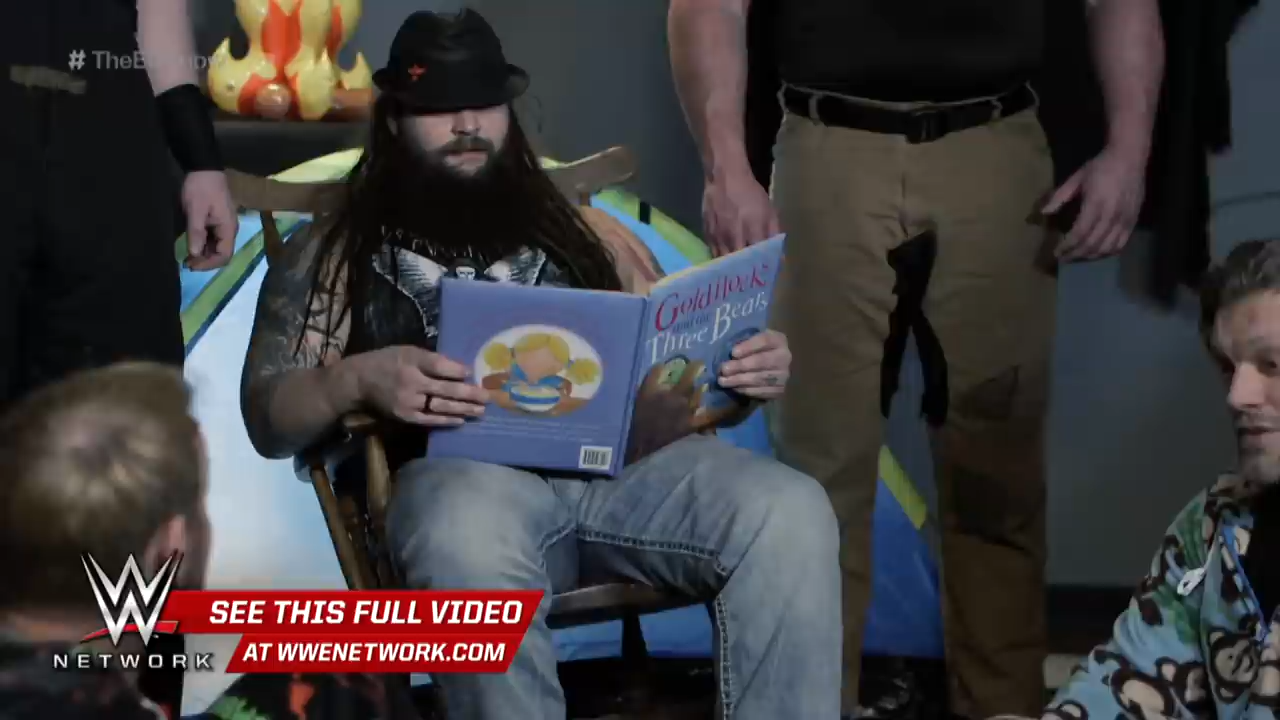 Goldilocks
and the
Three Bears
SEE THIS FULL VIDEO
AT WWENETWORK.COM
W
NETWORK